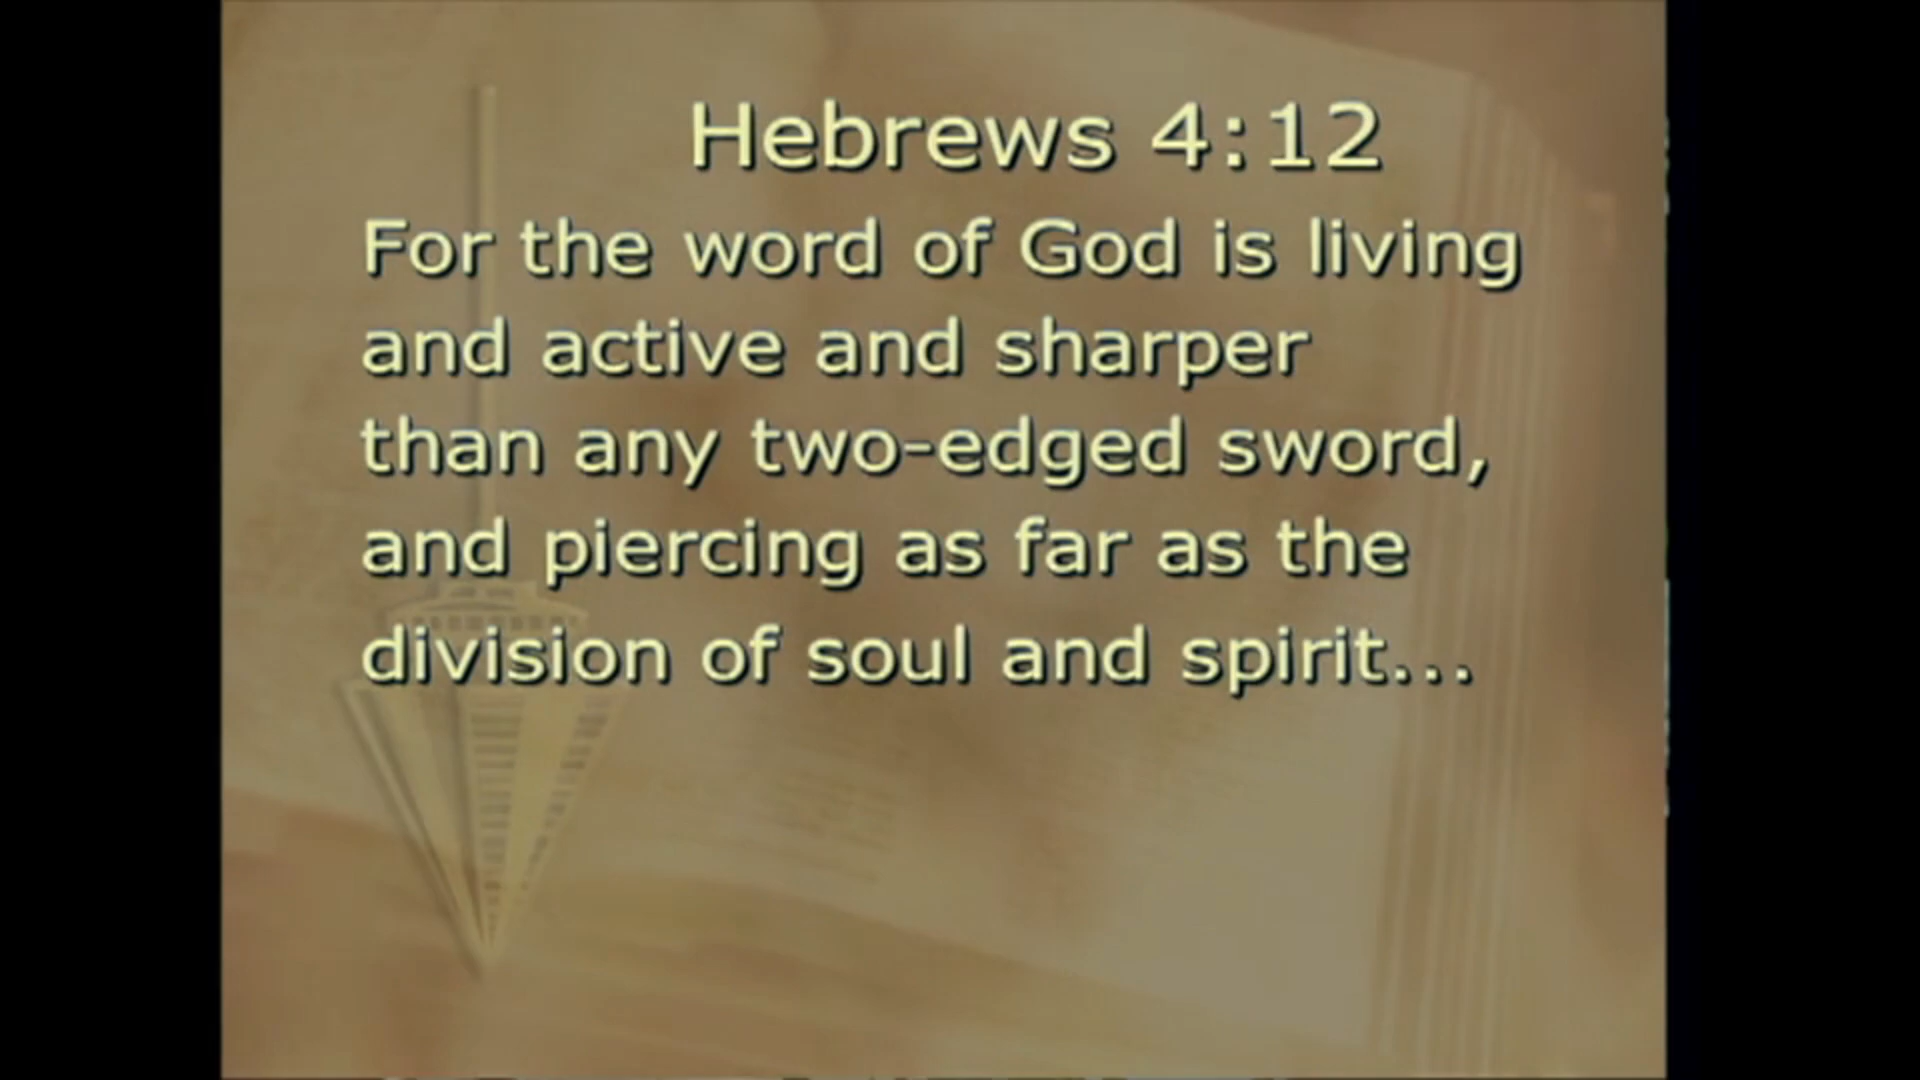 Hebrews 4:12
For the word of God is living
and active and sharper
than any two-edged sword,
and piercing as far as the
division of soul and spirit...